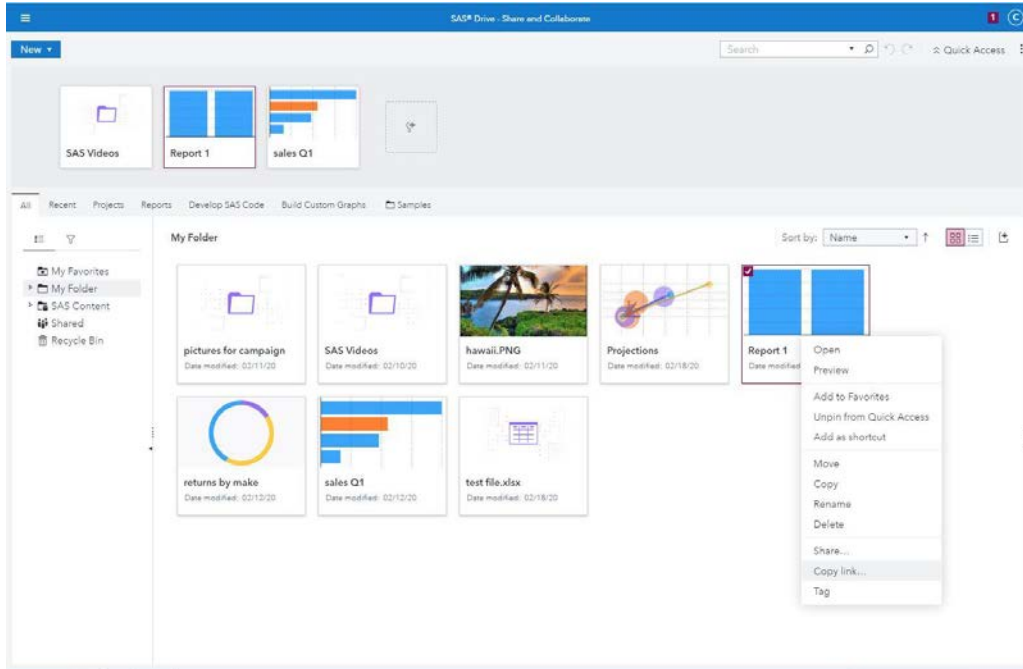 SAS® Drive - Share and Collaborate
1 C
New
Search
Quick Access
SAS Videos
Report 1
sales Q1
All Recent Projects Reports Develop SAS Code Build Custom Graphs Samples
My Folder
Sort by: Name
My Favorites
My Folder
SAS Content
Shared
Recycle Bin
pictures for campaign
Date modified: 02/11/20
SAS Videos
Date modified: 02/10/20
hawaii.PNG
Date modified: 02/11/20
Projections
Date modified: 02/18/20
Report 1
Date modified
returns by make
Date modified: 02/12/20
sales Q1
Date modified: 02/12/20
test file.xlsx
Date modified: 02/18/20
Open
Preview
Add to Favorites
Unpin from Quick Access
Add as shortcut
Move
Copy
Rename
Delete
Share...
Copy link...
Tag